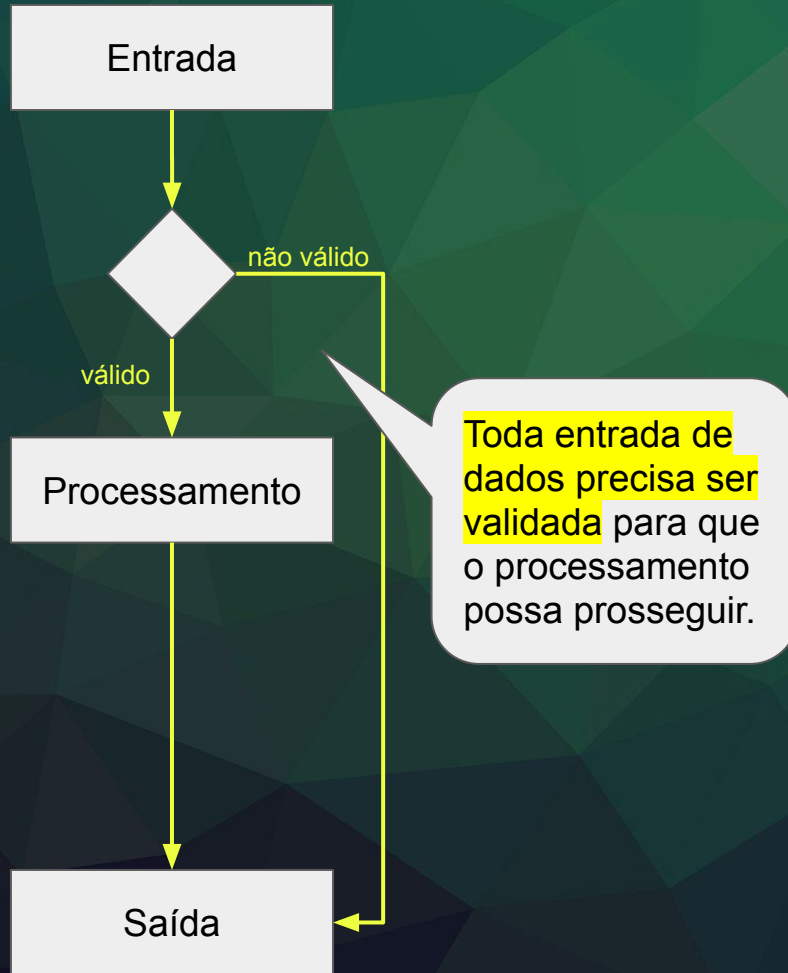 Entrada
não válido
válido
Toda entrada de
dados precisa ser
validada para que
o processamento
possa prosseguir.
Processamento
Saída